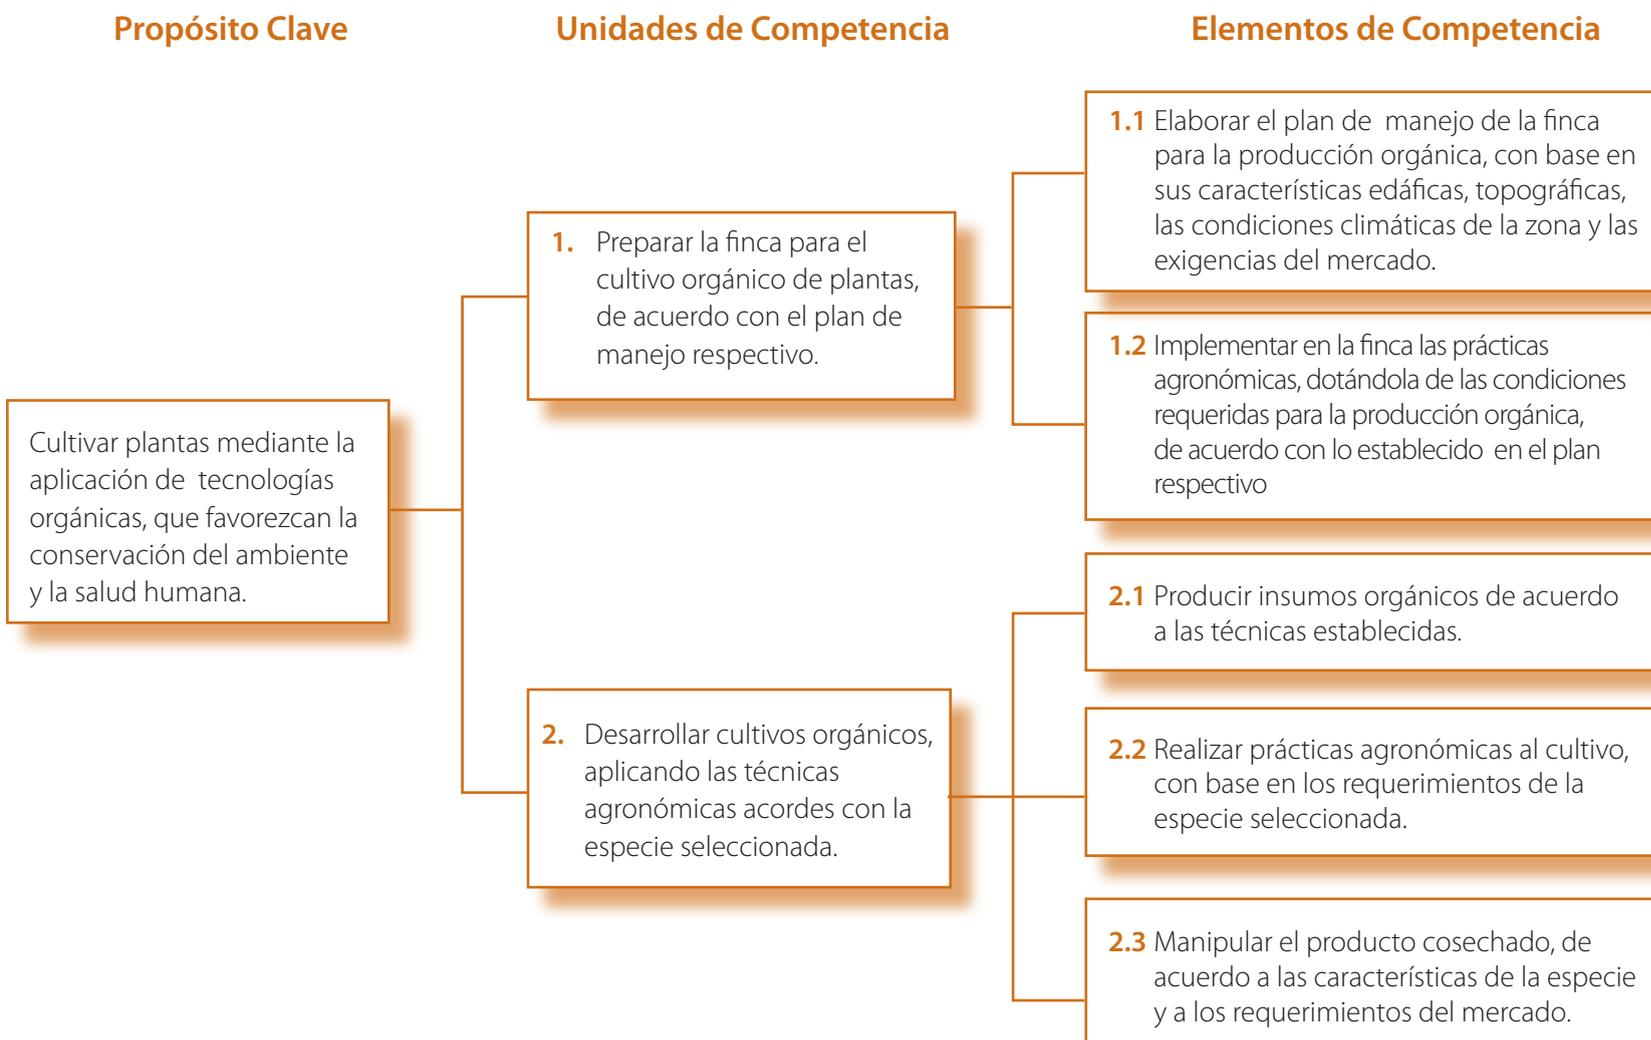 Propósito Clave
Unidades de Competencia
Elementos de Competencia
Cultivar plantas mediante la
aplicación de tecnologías
orgánicas, que favorezcan la
conservación del ambiente
y la salud humana.
1. Preparar la finca para el
cultivo orgánico de plantas,
de acuerdo con el plan de
manejo respectivo.
1.1 Elaborar el plan de manejo de la finca
para la producción orgánica, con base en
sus características edáficas, topográficas,
las condiciones climáticas de la zona y las
exigencias del mercado.
1.2 Implementar en la finca las prácticas
agronómicas, dotándola de las condiciones
requeridas para la producción orgánica,
de acuerdo con lo establecido en el plan
respectivo
2. Desarrollar cultivos orgánicos,
aplicando las técnicas
agronómicas acordes con la
especie seleccionada.
2.1 Producir insumos orgánicos de acuerdo
a las técnicas establecidas.
2.2 Realizar prácticas agronómicas al cultivo,
con base en los requerimientos de la
especie seleccionada.
2.3 Manipular el producto cosechado, de
acuerdo a las características de la especie
y a los requerimientos del mercado.